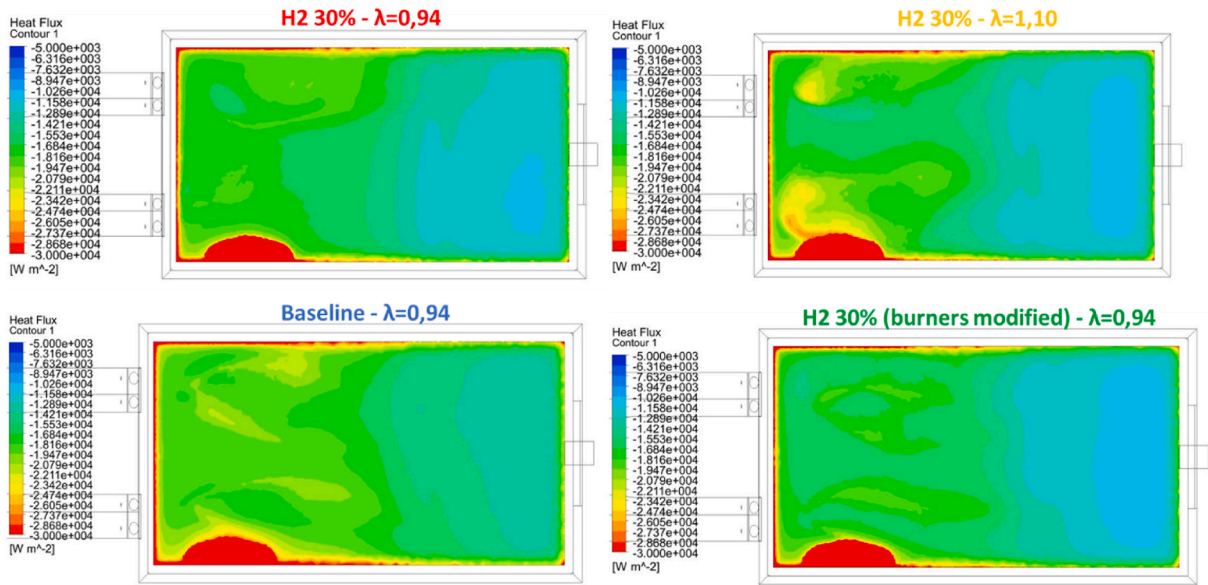 H2 30% - λ=0,94
Heat Flux
Contour 1
-5.000e+003
-6.316e+003
-7.632e+003
-8.947e+003
-1.026e+004
-1.158e+004
-1.289e+004
-1.421e+004
-1.553e+004
-1.684e+004
-1.816e+004
-1.947e+004
-2.079e+004
-2.211e+004
-2.342e+004
-2.474e+004
-2.605e+004
-2.737e+004
-2.868e+004
-3.000e+004
[W m^-2]
H2 30% - λ=1,10
Heat Flux
Contour 1
-5.000e+003
-6.316e+003
-7.632e+003
-8.947e+003
-1.026e+004
-1.158e+004
-1.289e+004
-1.421e+004
-1.553e+004
-1.684e+004
-1.816e+004
-1.947e+004
-2.079e+004
-2.211e+004
-2.342e+004
-2.474e+004
-2.605e+004
-2.737e+004
-2.868e+004
-3.000e+004
[W m^-2]
Baseline - λ=0,94
Heat Flux
Contour 1
-5.000e+003
-6.316e+003
-7.632e+003
-8.947e+003
-1.026e+004
-1.158e+004
-1.289e+004
-1.421e+004
-1.553e+004
-1.684e+004
-1.816e+004
-1.947e+004
-2.079e+004
-2.211e+004
-2.342e+004
-2.474e+004
-2.605e+004
-2.737e+004
-2.868e+004
-3.000e+004
[W m^-2]
H2 30% (burners modified) - λ=0,94
Heat Flux
Contour 1
-5.000e+003
-6.316e+003
-7.632e+003
-8.947e+003
-1.026e+004
-1.158e+004
-1.289e+004
-1.421e+004
-1.553e+004
-1.684e+004
-1.816e+004
-1.947e+004
-2.079e+004
-2.211e+004
-2.342e+004
-2.474e+004
-2.605e+004
-2.737e+004
-2.868e+004
-3.000e+004
[W m^-2]